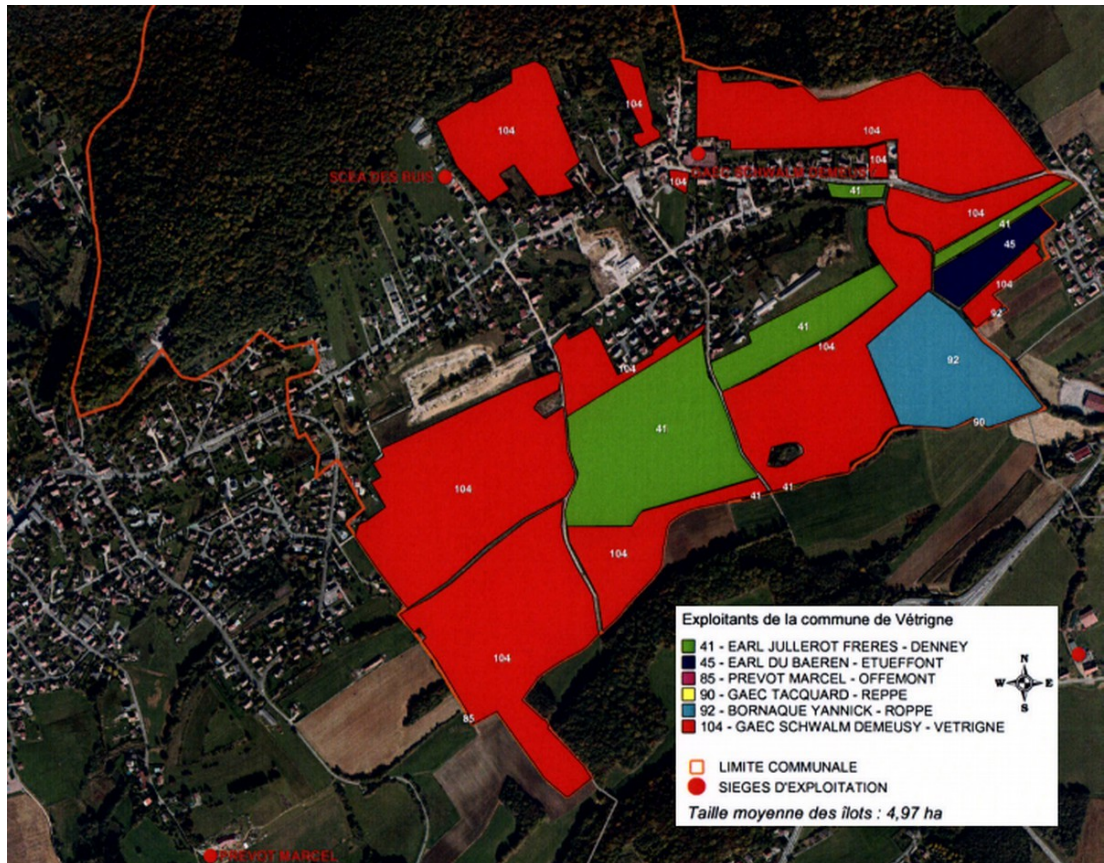 104
104
104
SCEA DES BUIS
GAEC SCHWALM DEMEUSY
104
104
41
104
41
45
104
92
41
104
104
92
41
90
104
41
41
104
104
85
PREVOT MARCEL
Exploitants de la commune de Vétrigne
41 - EARL JULLEROT FRERES - DENNEY
45 - EARL DU BAEREN - ETUEFFONT
85 - PREVOT MARCEL - OFFEMONT
90 - GAEC TACQUARD - REPPE
92 - BORNAQUE YANNICK - ROPPE
104 - GAEC SCHWALM DEMEUSY - VETRIGNE
N
W E
S
LIMITE COMMUNALE
SIEGES D'EXPLOITATION
Taille moyenne des îlots : 4,97 ha